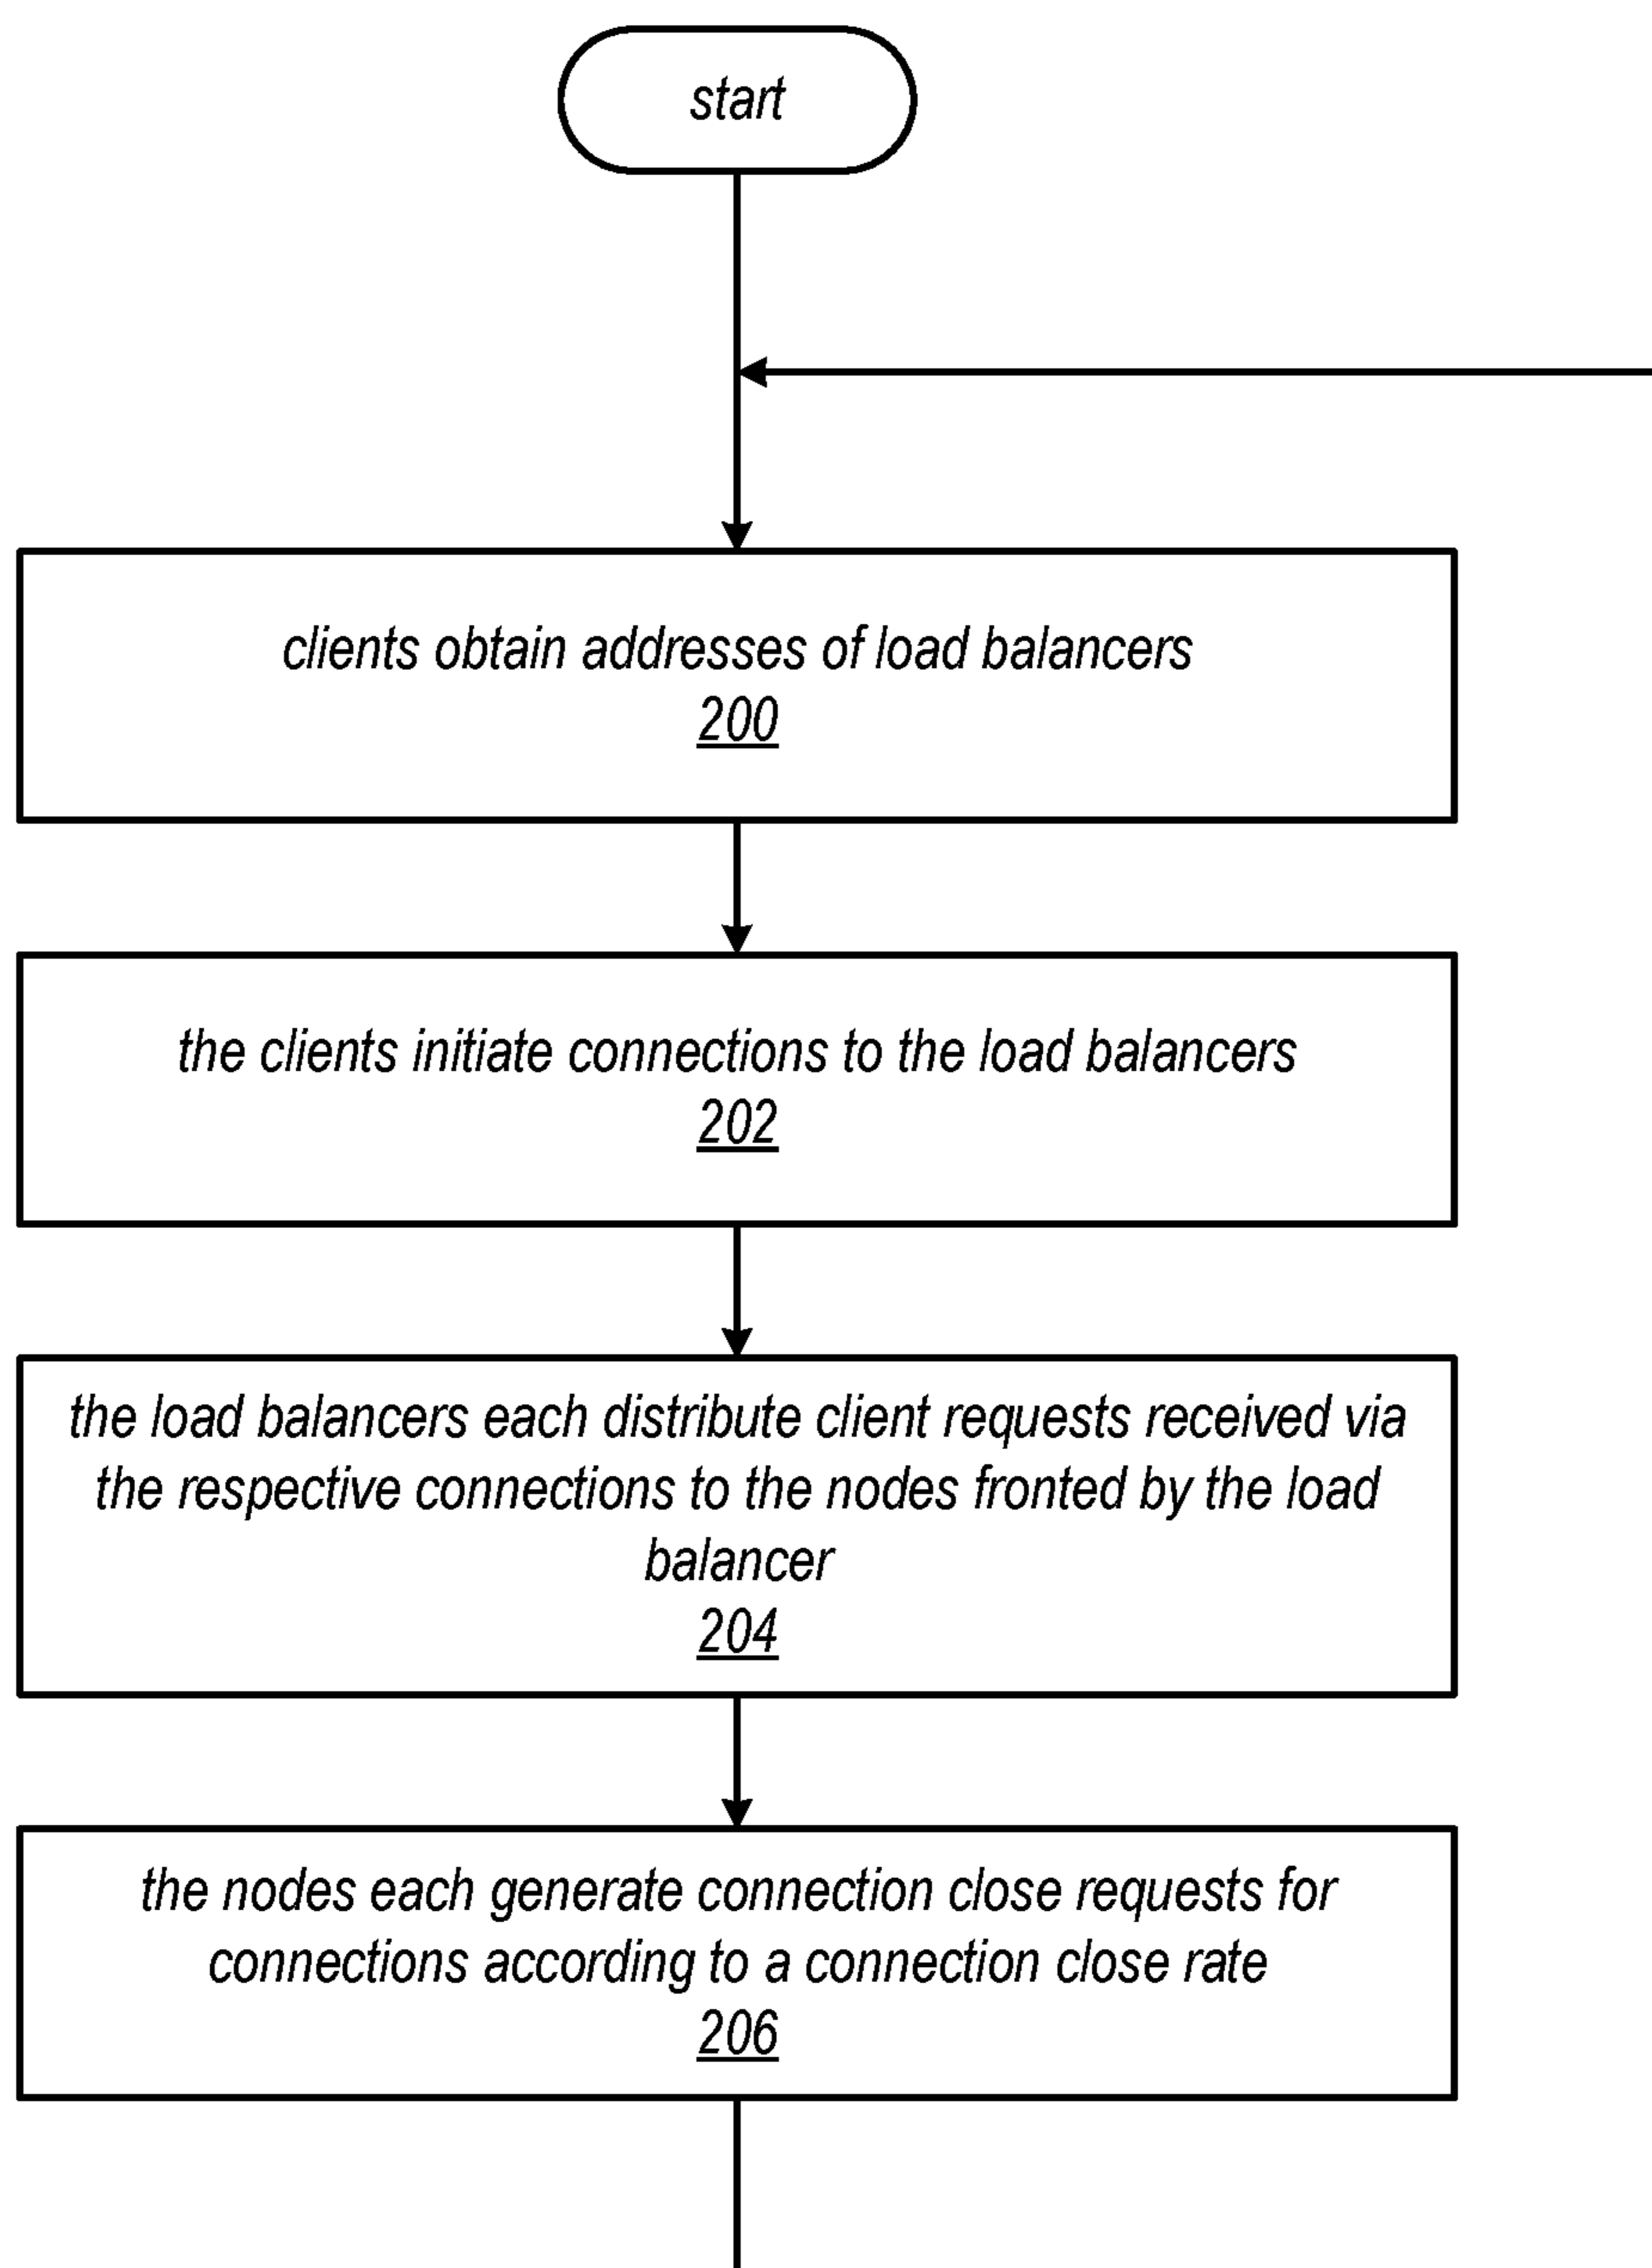 start
clients obtain addresses of load balancers
200
the clients initiate connections to the load balancers
202
the load balancers each distribute client requests received via
the respective connections to the nodes fronted by the load
balancer
204
the nodes each generate connection close requests for
connections according to a connection close rate
206